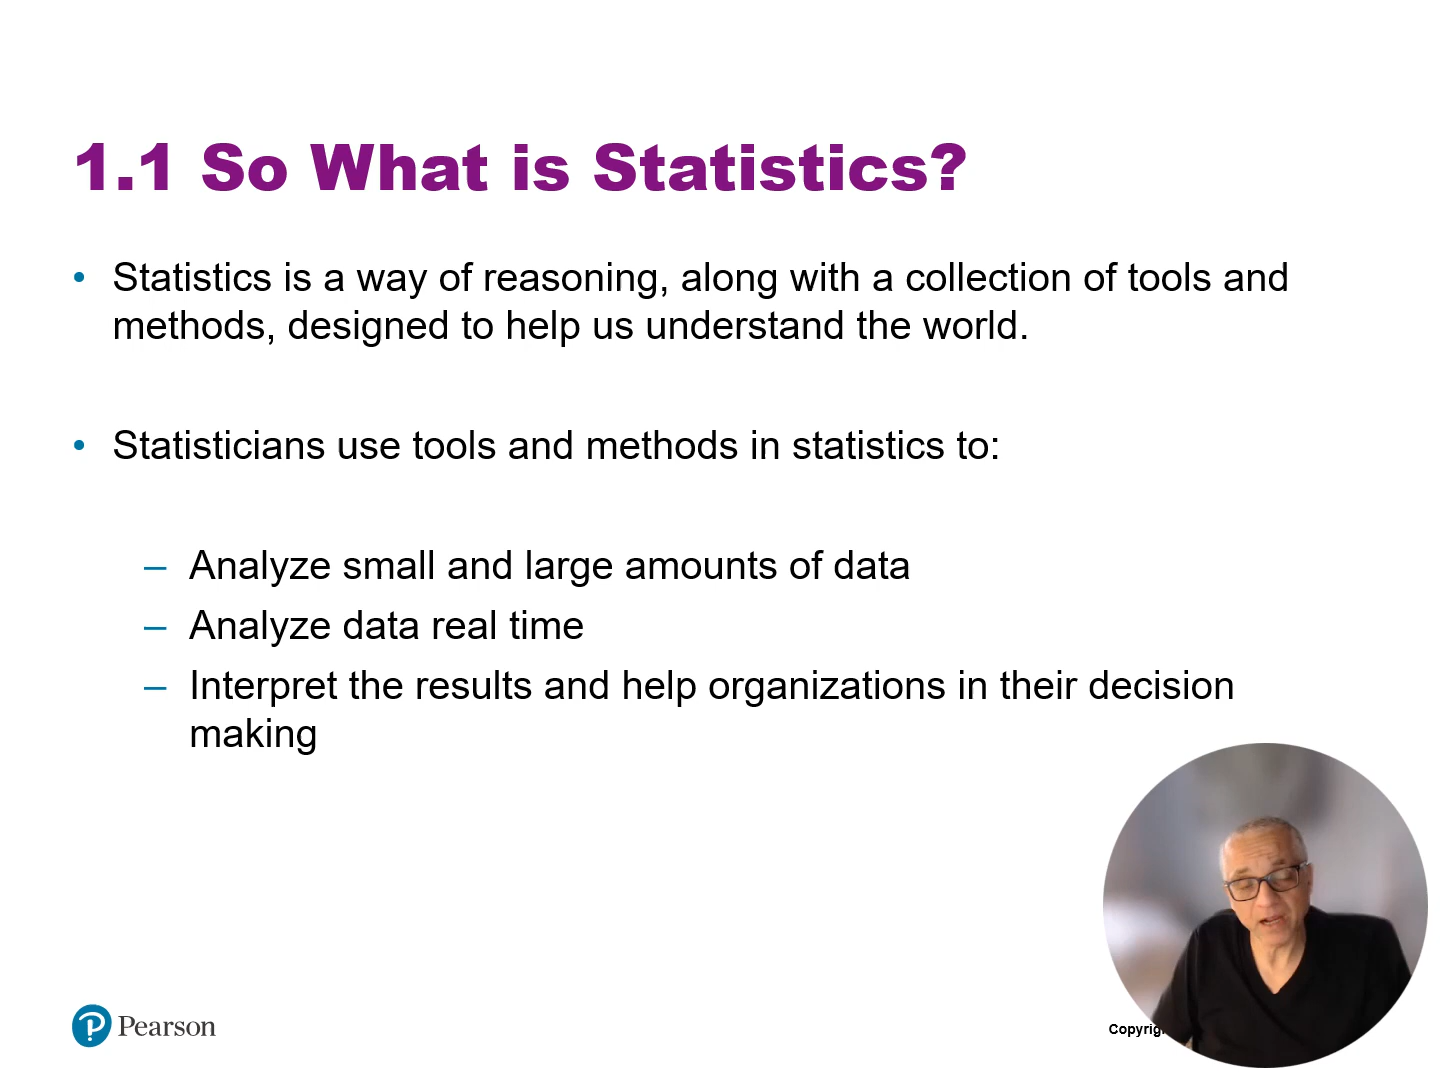 1.1 So What is Statistics?
• Statistics is a way of reasoning, along with a collection of tools and
methods, designed to help us understand the world.
• Statisticians use tools and methods in statistics to:
– Analyze small and large amounts of data
– Analyze data real time
– Interpret the results and help organizations in their decision
making
Pearson